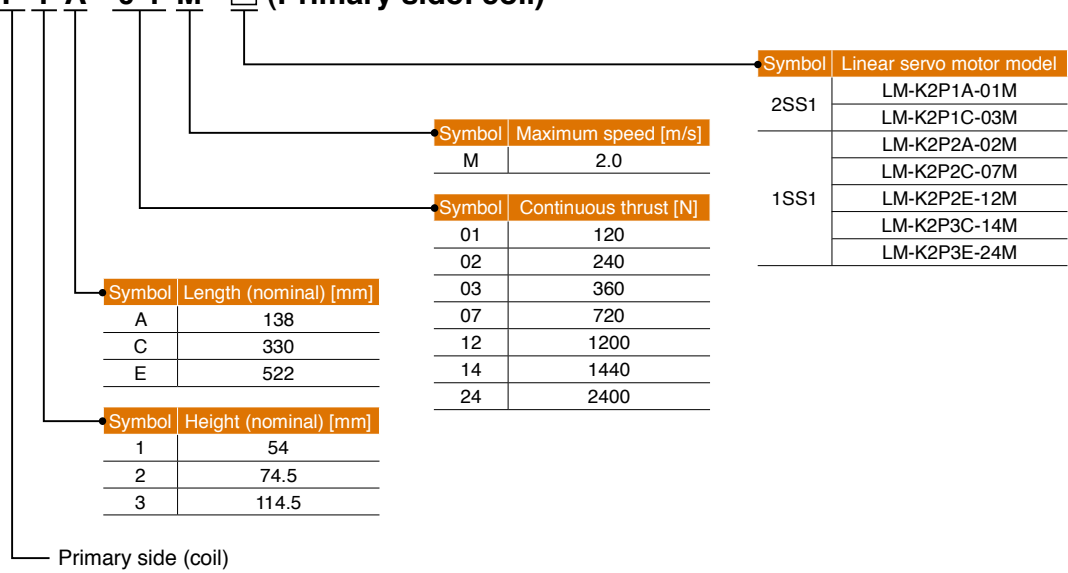 (Primary side: coil)
Symbol Linear servo motor model
2SS1 LM-K2P1A-01M
LM-K2P1C-03M
1SS1 LM-K2P2A-02M
LM-K2P2C-07M
LM-K2P2E-12M
LM-K2P3C-14M
LM-K2P3E-24M
Symbol Maximum speed [m/s]
M 2.0
Symbol Continuous thrust [N]
01 120
02 240
03 360
07 720
12 1200
14 1440
24 2400
Symbol Length (nominal) [mm]
A 138
C 330
E 522
Symbol Height (nominal) [mm]
1 54
2 74.5
3 114.5
Primary side (coil)